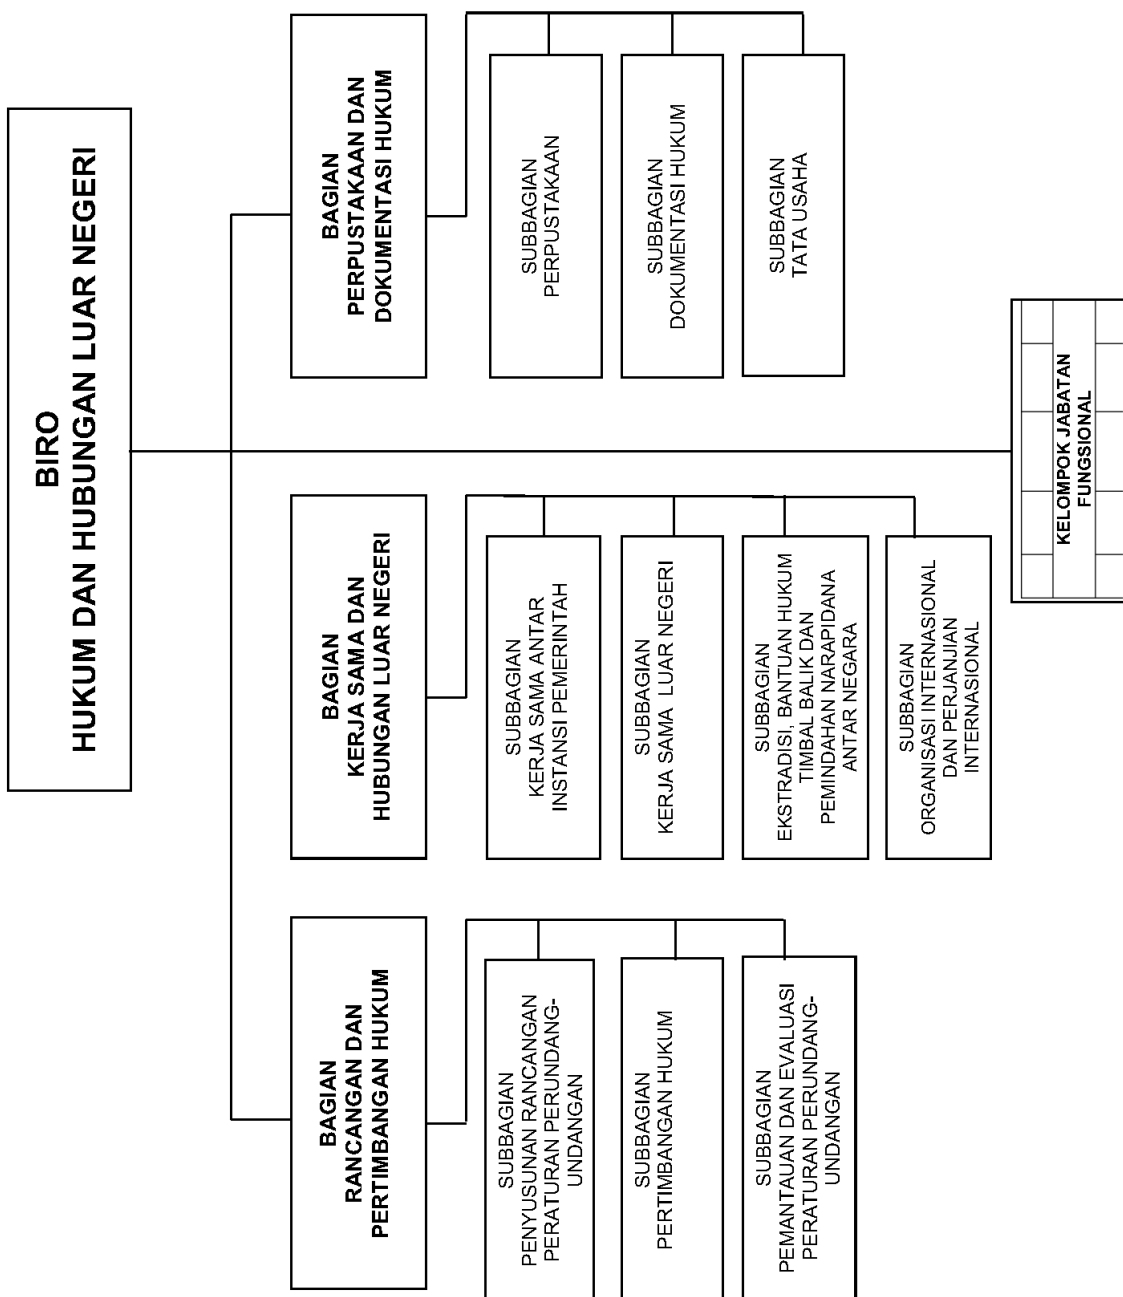 BIRO
HUKUM DAN HUBUNGAN LUAR NEGERI
BAGIAN
RANCANGAN DAN
PERTIMBANGAN HUKUM
SUBBAGIAN
PENYUSUNAN RANCANGAN
PERATURAN PERUNDANG-
UNDANGAN
SUBBAGIAN
PERTIMBANGAN HUKUM
SUBBAGIAN
PEMANTAUAN DAN EVALUASI
PERATURAN PERUNDANG-
UNDANGAN
BAGIAN
KERJA SAMA DAN
HUBUNGAN LUAR NEGERI
SUBBAGIAN
KERJA SAMA ANTAR
INSTANSI PEMERINTAH
SUBBAGIAN
KERJA SAMA LUAR NEGERI
SUBBAGIAN
EKSTRADISI, BANTUAN HUKUM
TIMBAL BALIK DAN
PEMINDAHAN NARAPIDANA
ANTAR NEGARA
SUBBAGIAN
ORGANISASI INTERNASIONAL
DAN PERJANJIAN
INTERNASIONAL
BAGIAN
PERPUSTAKAAN DAN
DOKUMENTASI HUKUM
SUBBAGIAN
PERPUSTAKAAN
SUBBAGIAN
DOKUMENTASI HUKUM
SUBBAGIAN
TATA USAHA
KELOMPOK JABATAN
FUNGSIONAL